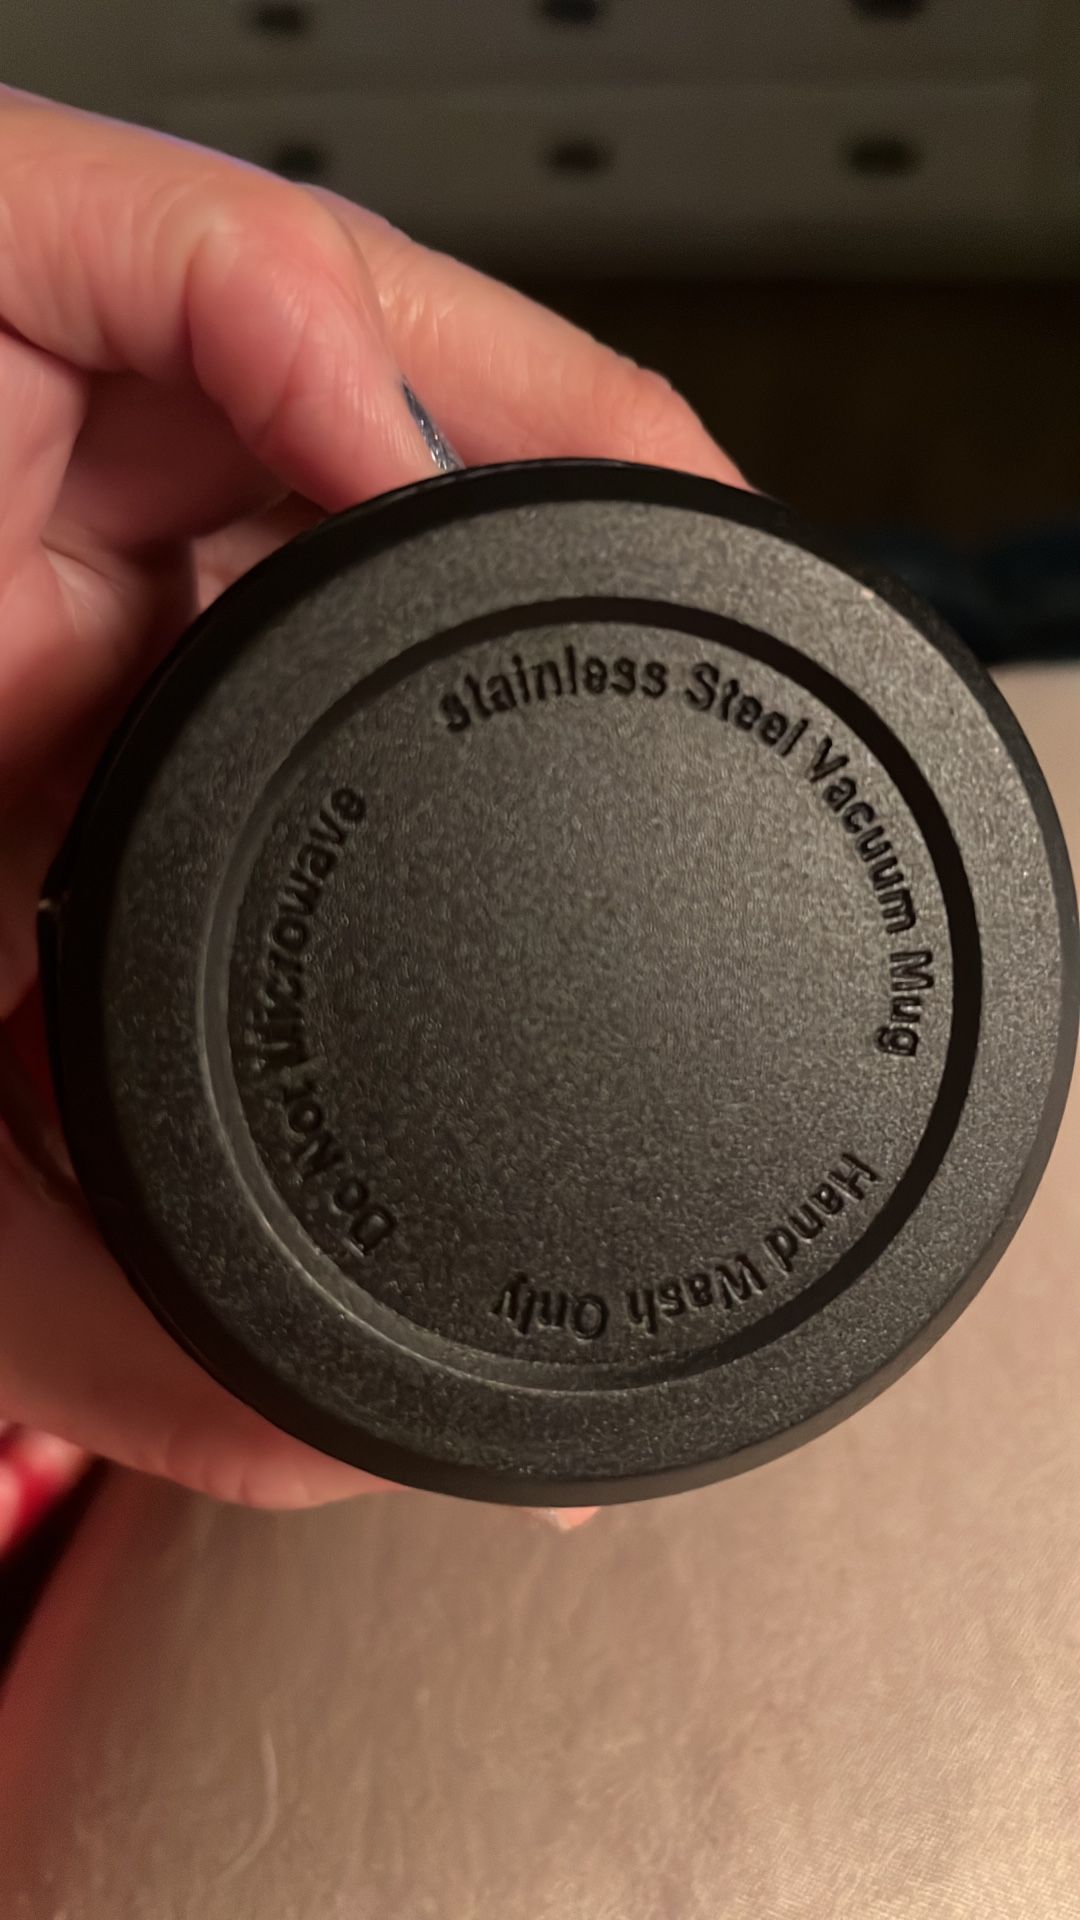 stainless Steel Vacuum Mug
Hand Wash Only
Do Not Microwave